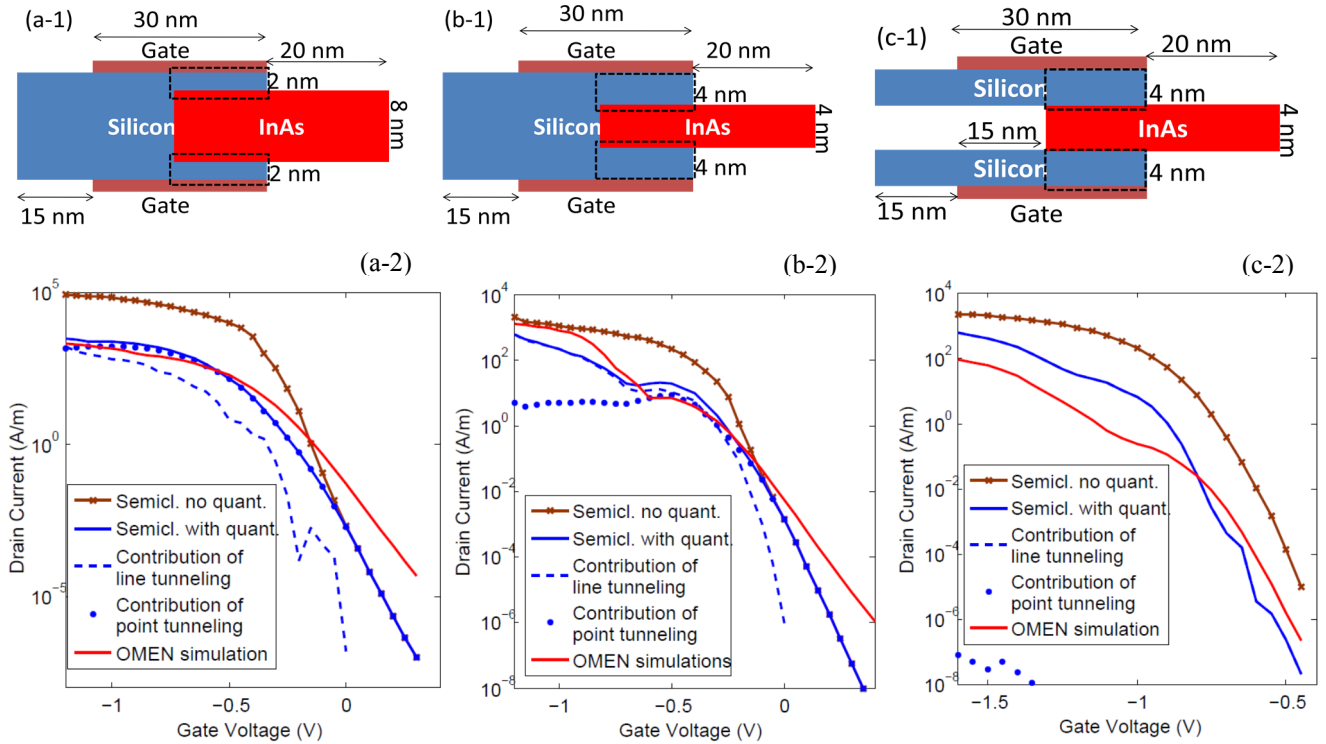 (a-1)
30 nm
Gate
20 nm
2 nm
Silicon
InAs
8 nm
2 nm
Gate
15 nm
(b-1)
30 nm
Gate
20 nm
4 nm
Silicon
InAs
4 nm
4 nm
Gate
15 nm
(c-1)
30 nm
Gate
20 nm
Silicon
4 nm
15 nm
InAs
4 nm
Silicon
4 nm
Gate
15 nm
(a-2)
Drain Current (A/m)
10^5
10^0
10^-5
Semicl. no quant.
Semicl. with quant.
Contribution of
line tunneling
Contribution of
point tunneling
OMEN simulation
−1
−0.5
0
Gate Voltage (V)
(b-2)
Drain Current (A/m)
10^4
10^2
10^0
10^-2
10^-4
10^-6
10^-8
Semicl. no quant.
Semicl. with quant.
Contribution of
line tunneling
Contribution of
point tunneling
OMEN simulations
−1
−0.5
0
Gate Voltage (V)
(c-2)
Drain Current (A/m)
10^4
10^2
10^0
10^-2
10^-4
10^-6
10^-8
Semicl. no quant.
Semicl. with quant.
Contribution of
line tunneling
Contribution of
point tunneling
OMEN simulation
−1.5
−1
−0.5
Gate Voltage (V)